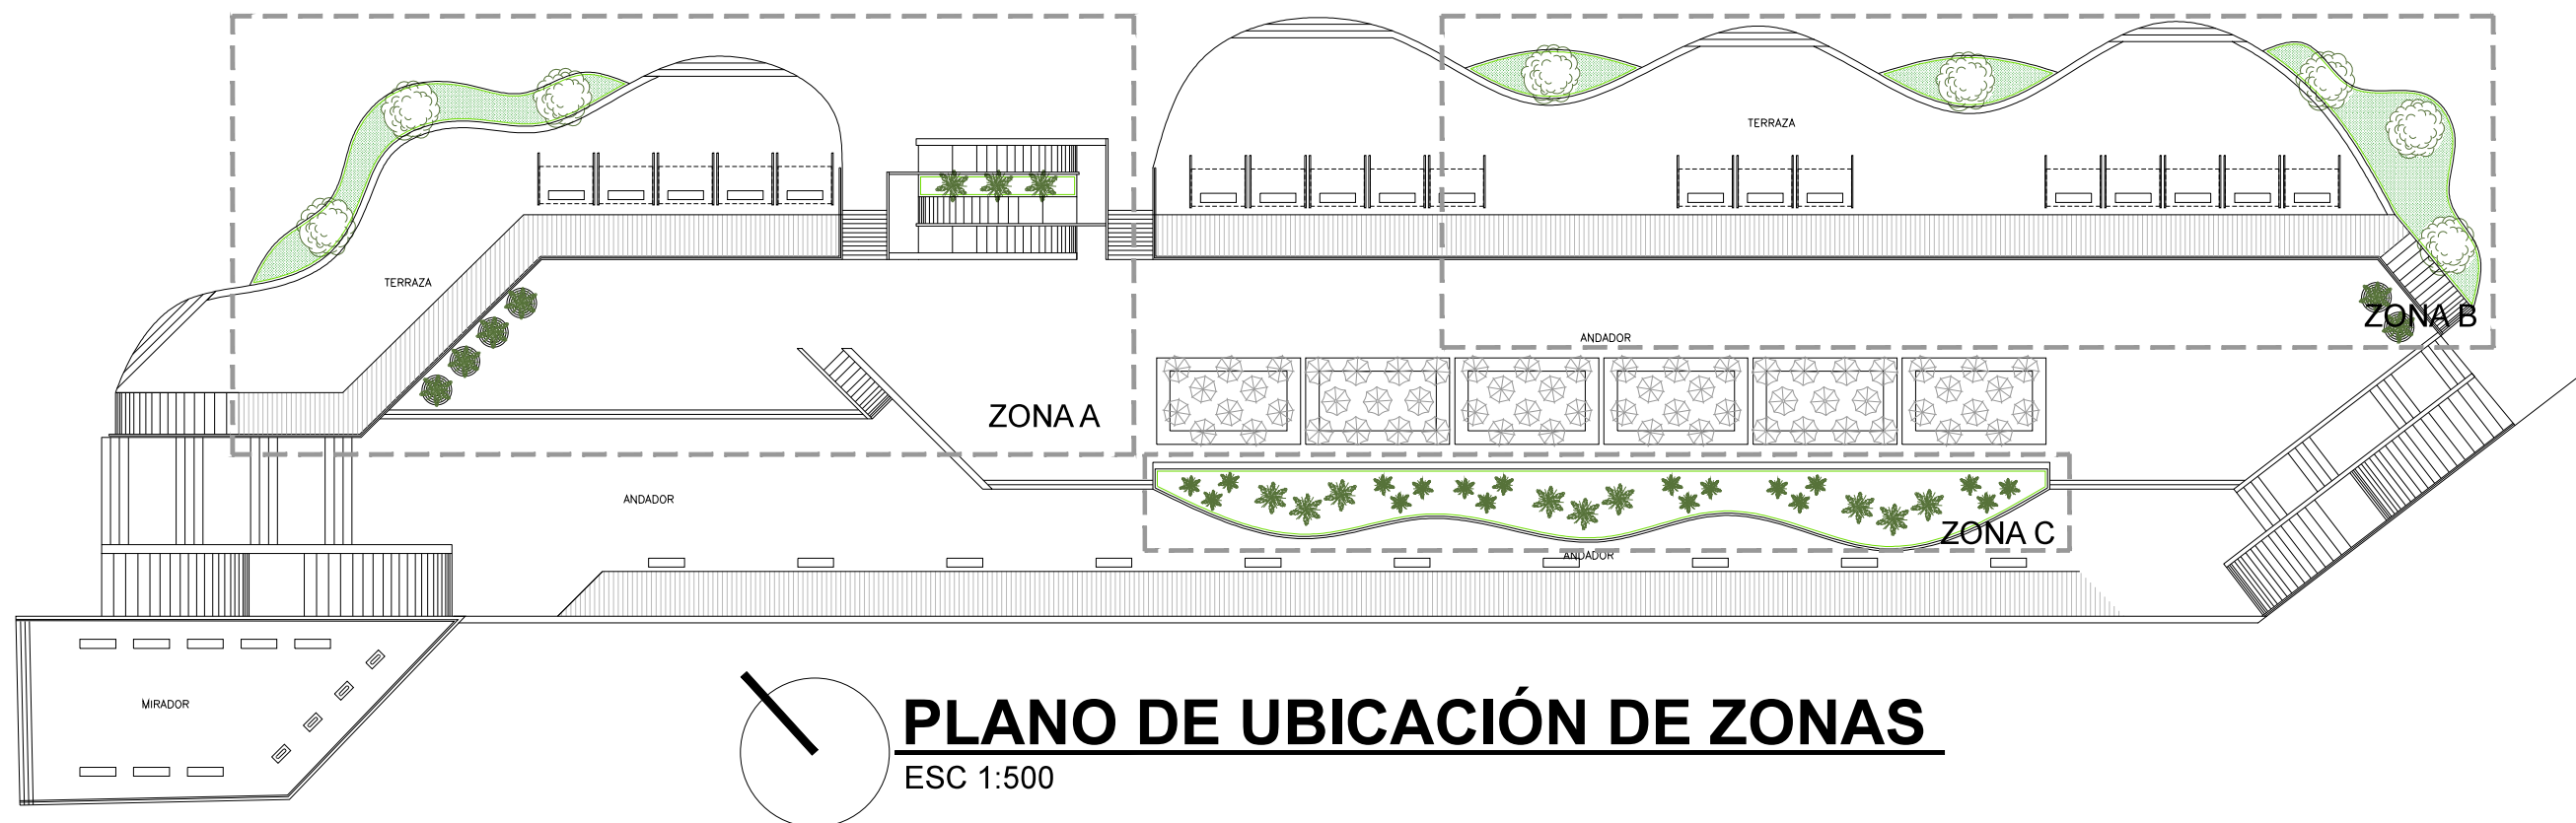 TERRAZA
TERRAZA
ZONA B
ANDADOR
ZONA A
ANDADOR
ZONA C
ANDADOR
MIRADOR
PLANO DE UBICACIÓN DE ZONAS
ESC 1:500